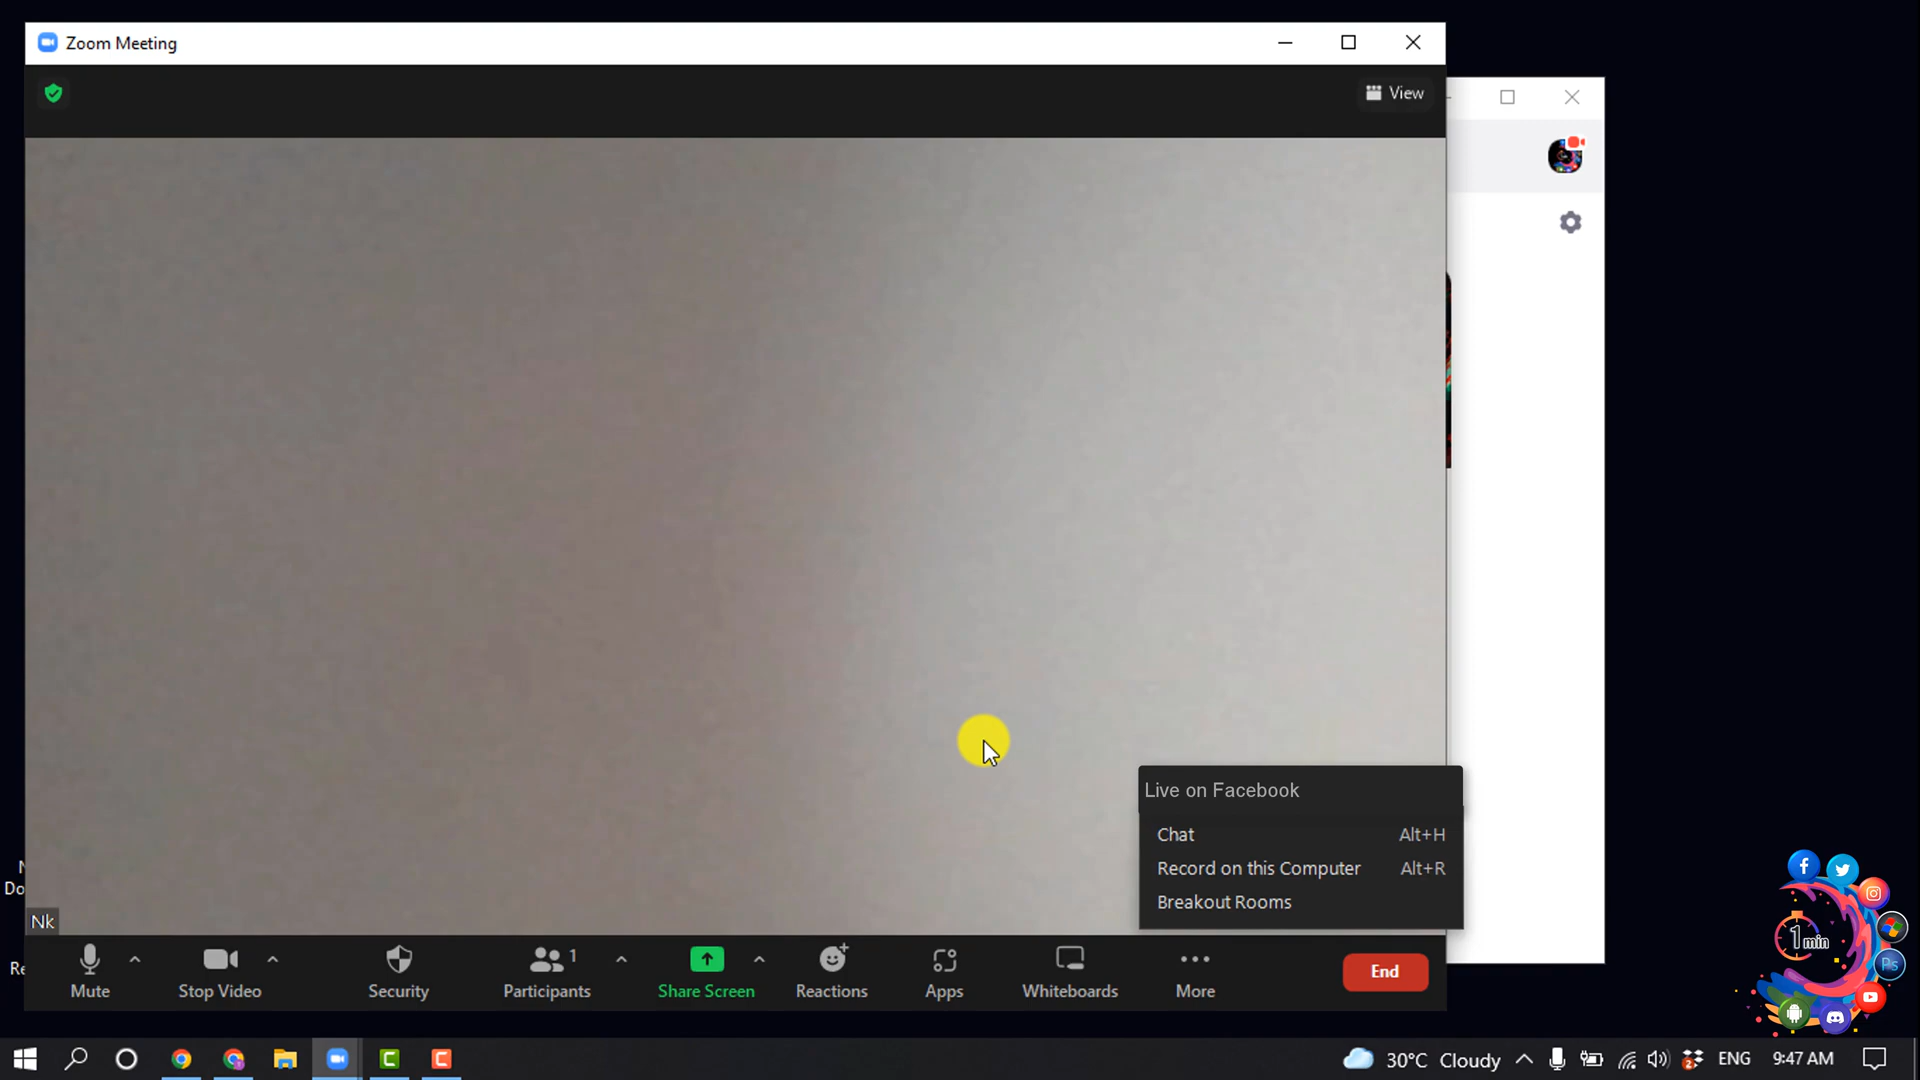 Zoom Meeting
View
Live on Facebook
Chat Alt+H
Record on this Computer Alt+R
Breakout Rooms
Nk
1
Mute
Stop Video
Security
Participants
Share Screen
Reactions
Apps
Whiteboards
More
End
1 min
Ps
30°C Cloudy
ENG
9:47 AM